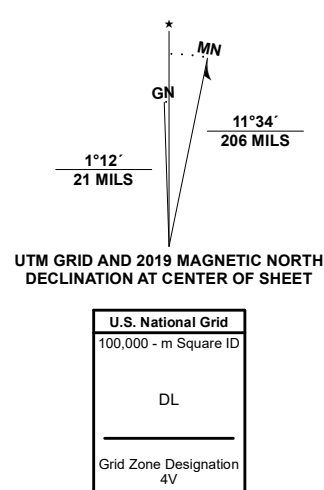 ★
MN
GN
11°34´
206 MILS
1°12´
21 MILS
UTM GRID AND 2019 MAGNETIC NORTH
DECLINATION AT CENTER OF SHEET
U.S. National Grid
100,000 - m Square ID
DL
Grid Zone Designation
4V